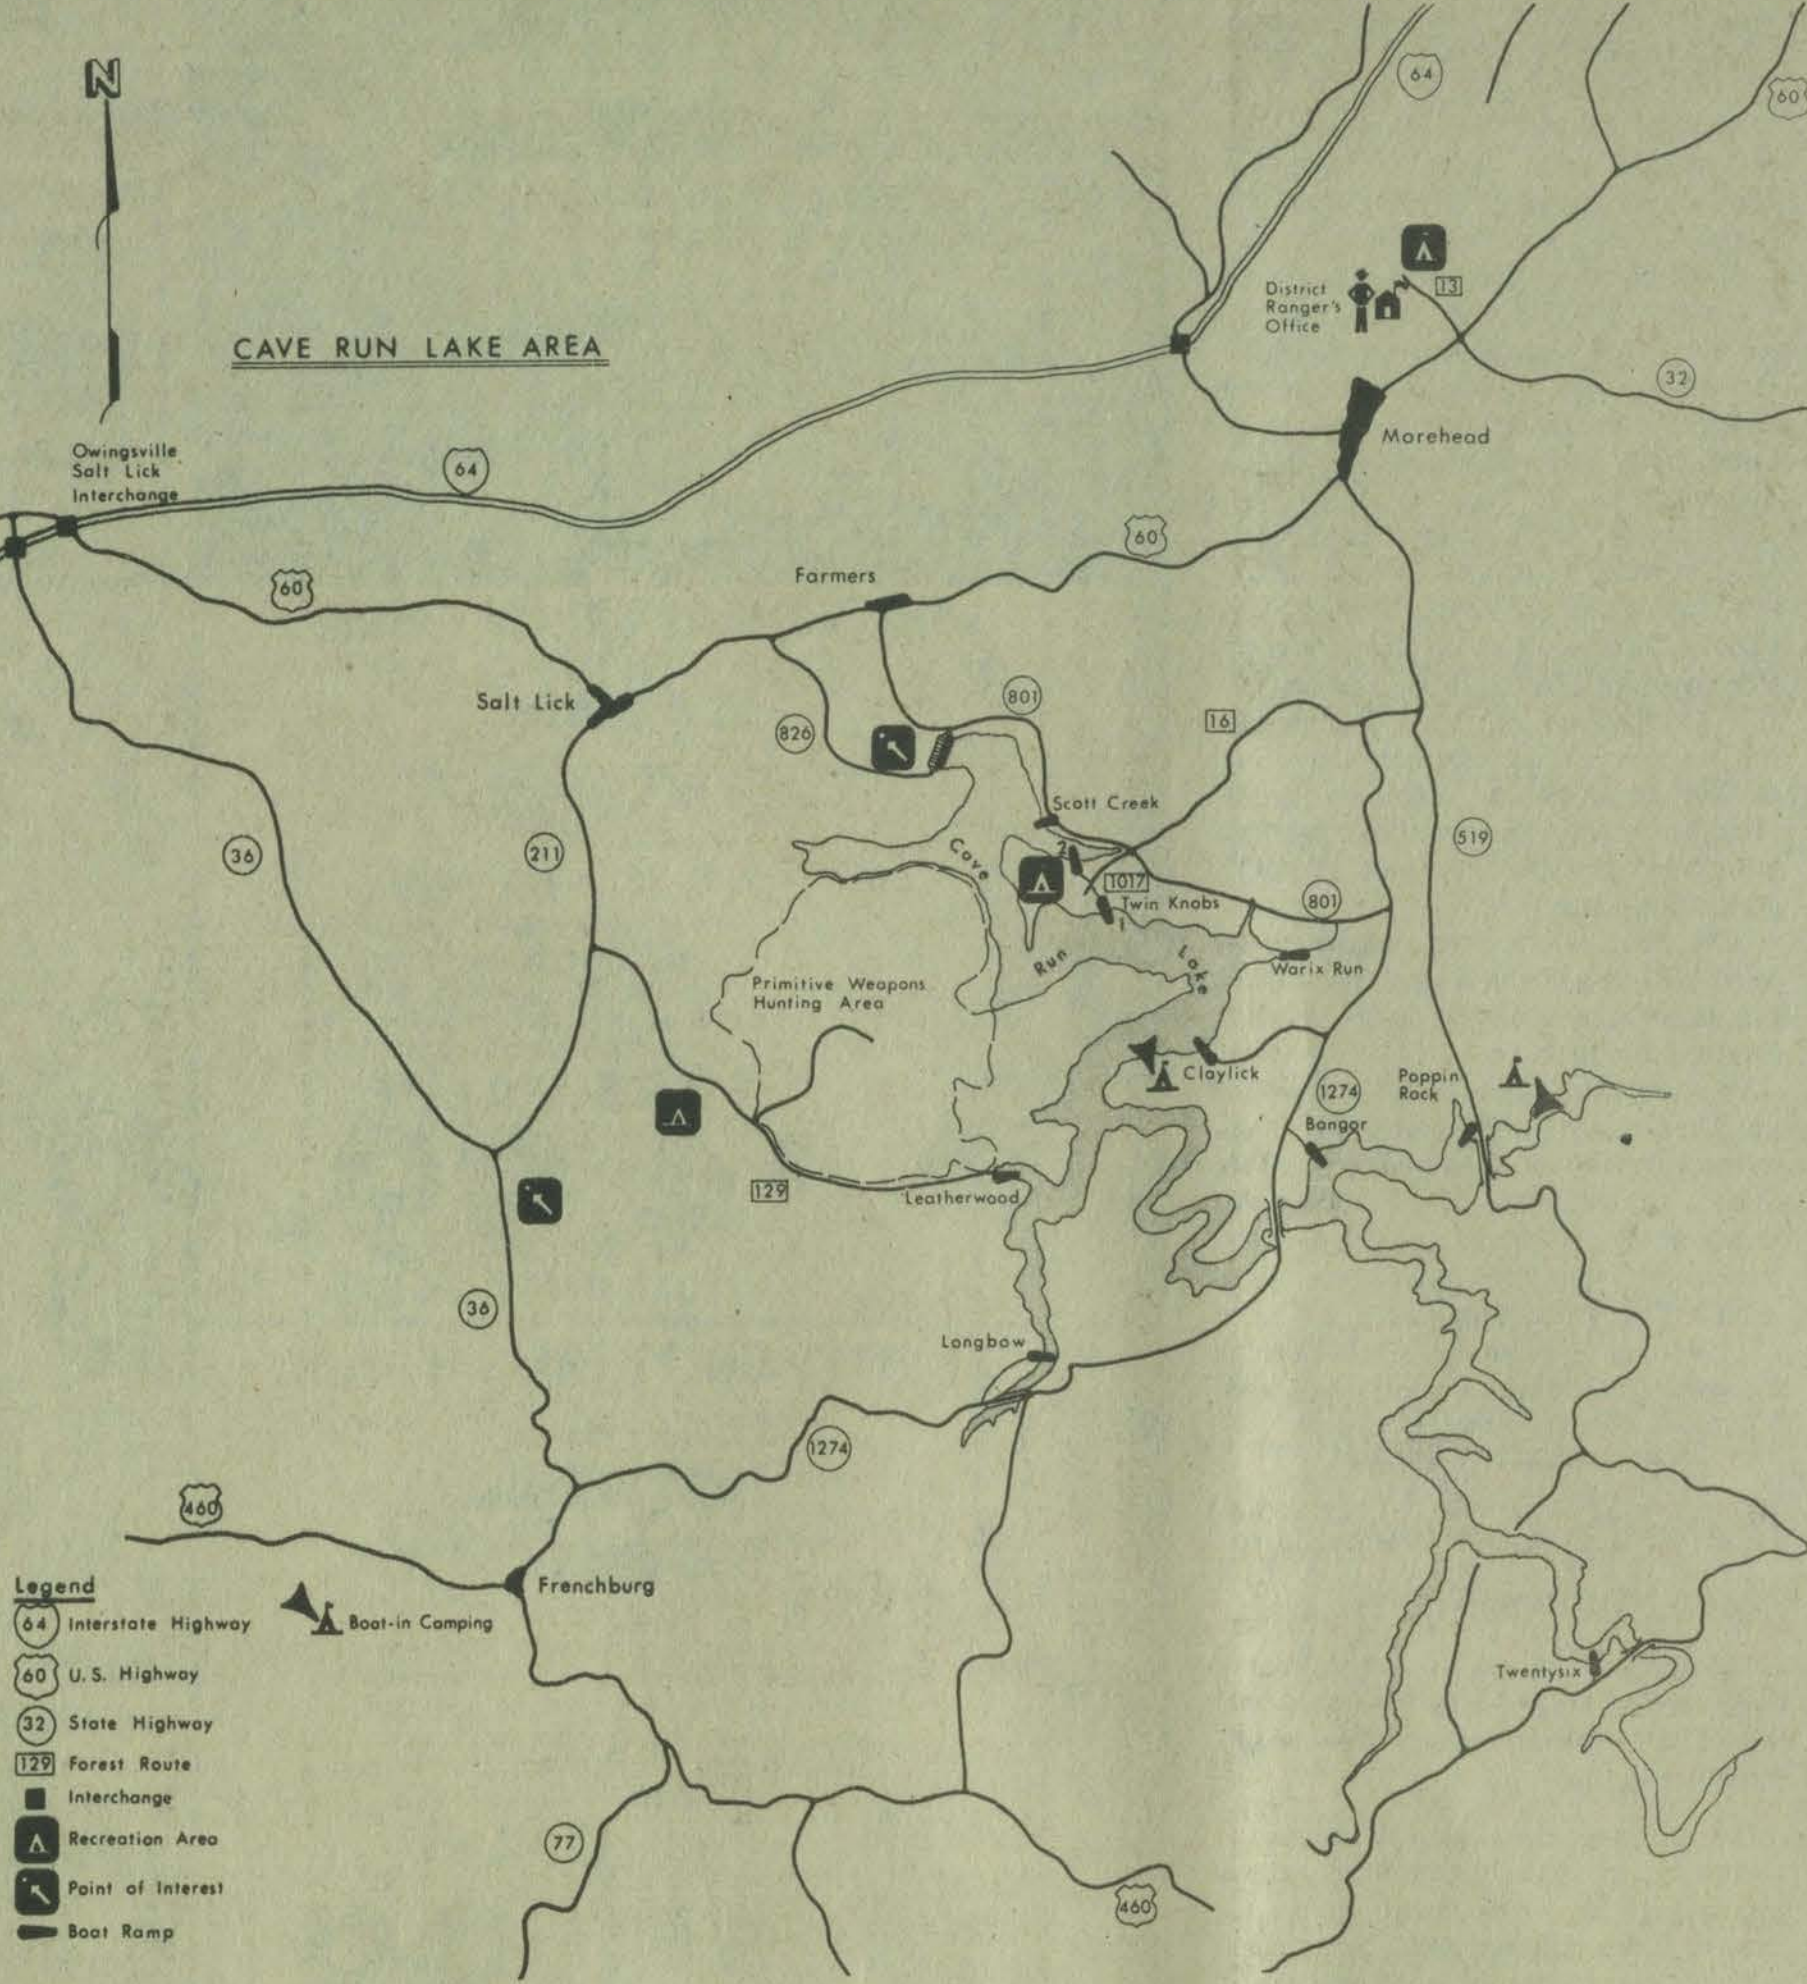 N
64
60
13
District
Ranger's
Office
CAVE RUN LAKE AREA
32
Morehead
Owingsville
Salt Lick
Interchange
64
60
Farmers
60
Salt Lick
801
16
826
Scott Creek
519
36
211
Cave
2
1017
Twin Knobs
1
801
Run
Lake
Warix Run
Primitive Weapons
Hunting Area
Claylick
Poppin
Rock
1274
Bangor
129
Leatherwood
36
Longbow
1274
460
Frenchburg
Legend
64 Interstate Highway
Boat-in Camping
60 U.S. Highway
32 State Highway
129 Forest Route
Interchange
Recreation Area
Point of Interest
Boat Ramp
Twentysix
77
460